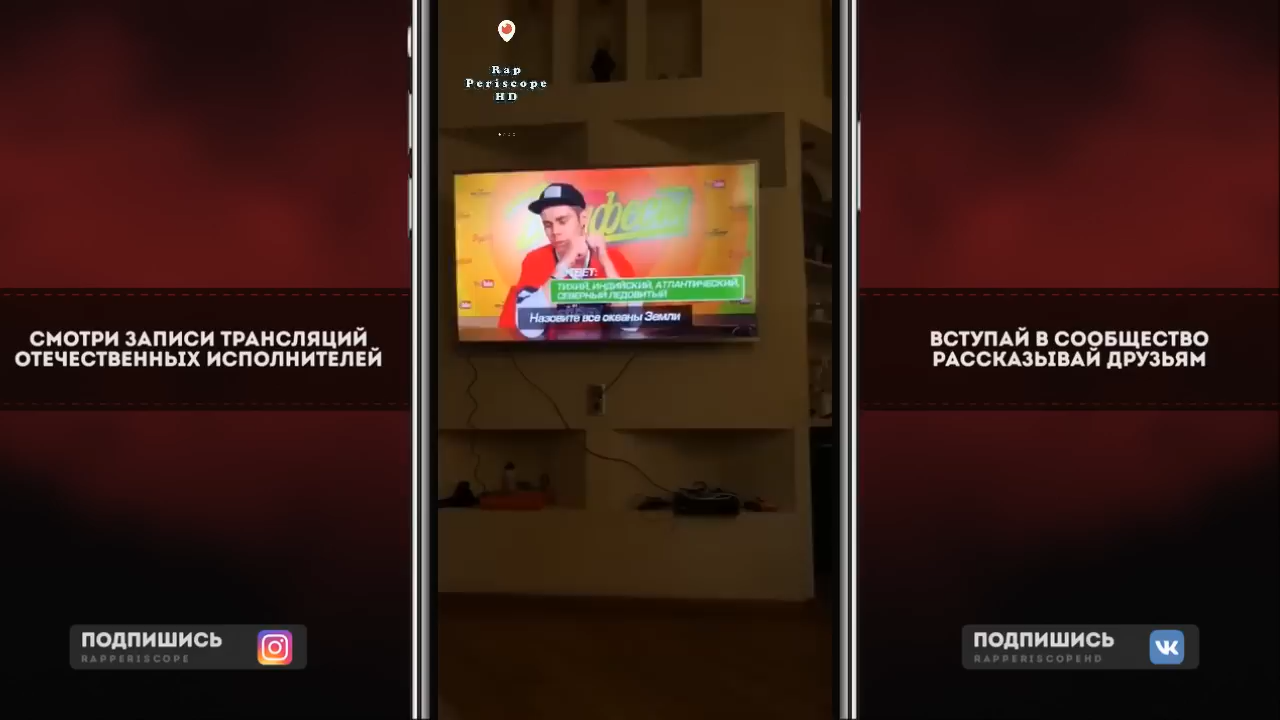 Rap
Periscope
HD
ОТВЕТ:
ТИХИЙ, ИНДИЙСКИЙ, АТЛАНТИЧЕСКИЙ,
СЕВЕРНЫЙ ЛЕДОВИТЫЙ
Назовите все океаны Земли
СМОТРИ ЗАПИСИ ТРАНСЛЯЦИЙ
ОТЕЧЕСТВЕННЫХ ИСПОЛНИТЕЛЕЙ
ВСТУПАЙ В СООБЩЕСТВО
РАССКАЗЫВАЙ ДРУЗЬЯМ
ПОДПИШИСЬ
RAPPERISCOPE
ПОДПИШИСЬ
RAPPERISCOPEHD